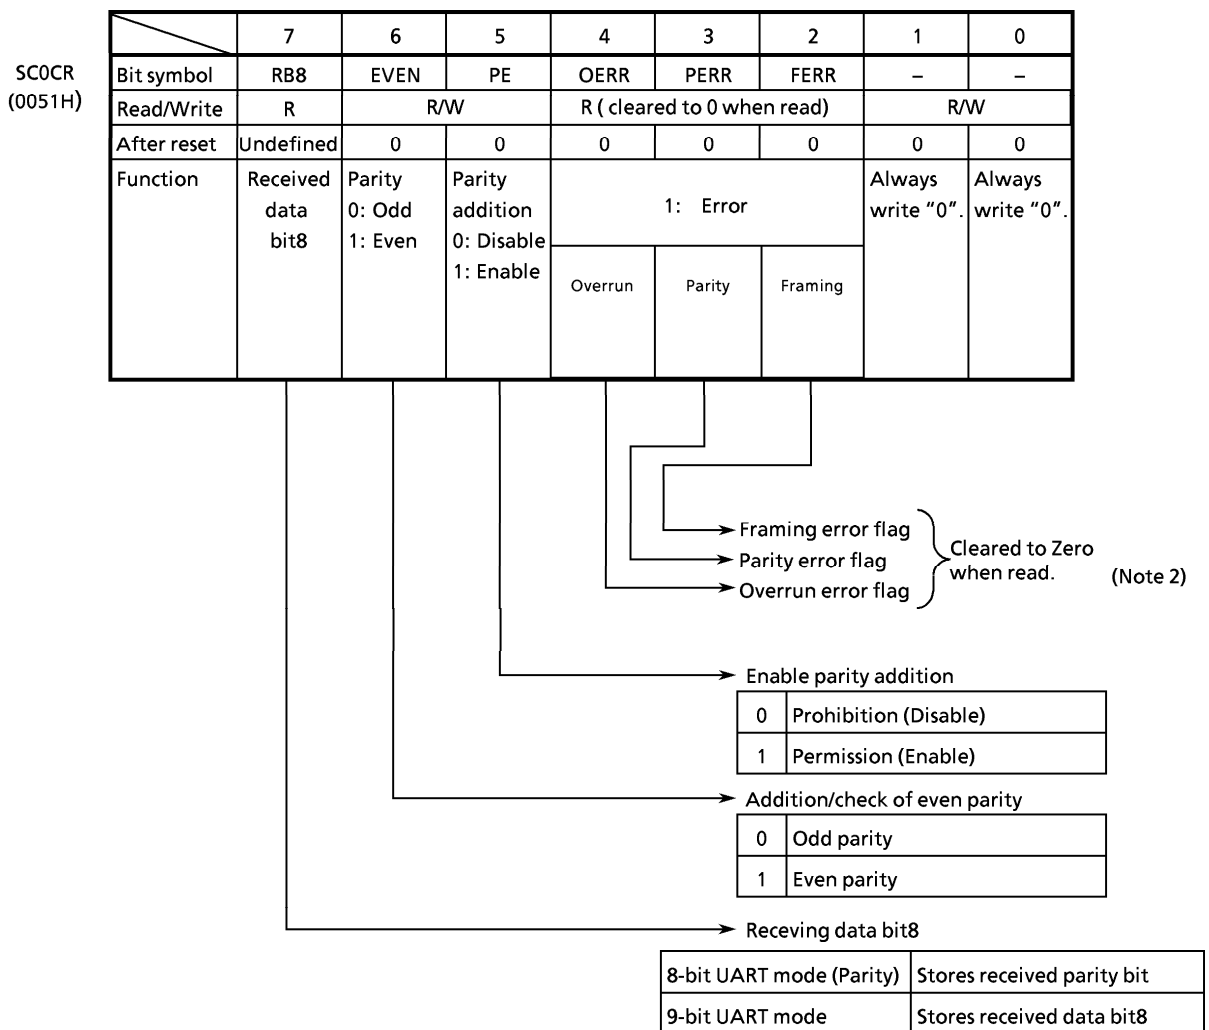 7 6 5 4 3 2 1 0
SC0CR
(0051H)
Bit symbol RB8 EVEN PE OERR PERR FERR – –
Read/Write R R/W R ( cleared to 0 when read) R/W
After reset Undefined 0 0 0 0 0 0 0
Function
Received
data
bit8
Parity
0: Odd
1: Even
Parity
addition
0: Disable
1: Enable
1: Error
Overrun
Parity
Framing
Always
write “0”.
Always
write “0”.
Framing error flag
Parity error flag
Overrun error flag
Cleared to Zero
when read.
(Note 2)
Enable parity addition
0 Prohibition (Disable)
1 Permission (Enable)
Addition/check of even parity
0 Odd parity
1 Even parity
Receving data bit8
8-bit UART mode (Parity) Stores received parity bit
9-bit UART mode Stores received data bit8